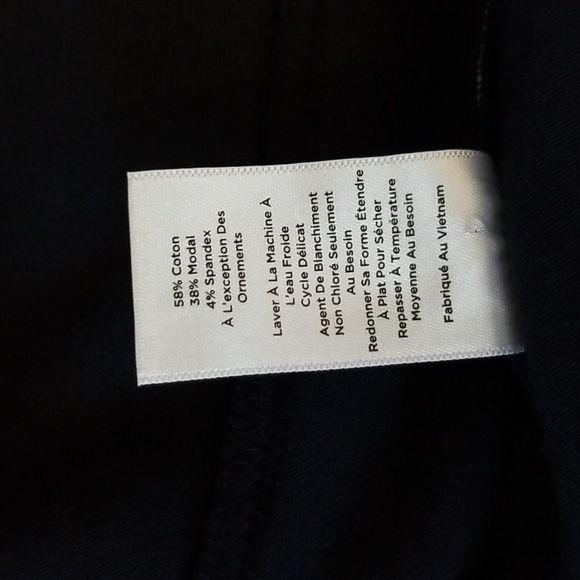 58% Coton
38% Modal
4% Spandex
À L'exception Des
Ornements
Laver À La Machine À
L'eau Froide
Cycle Délicat
Agent De Blanchiment
Non Chloré Seulement
Au Besoin
Redonner Sa Forme Étendre
À Plat Pour Sécher
Repasser À Température
Moyenne Au Besoin
Fabriqué Au Vietnam